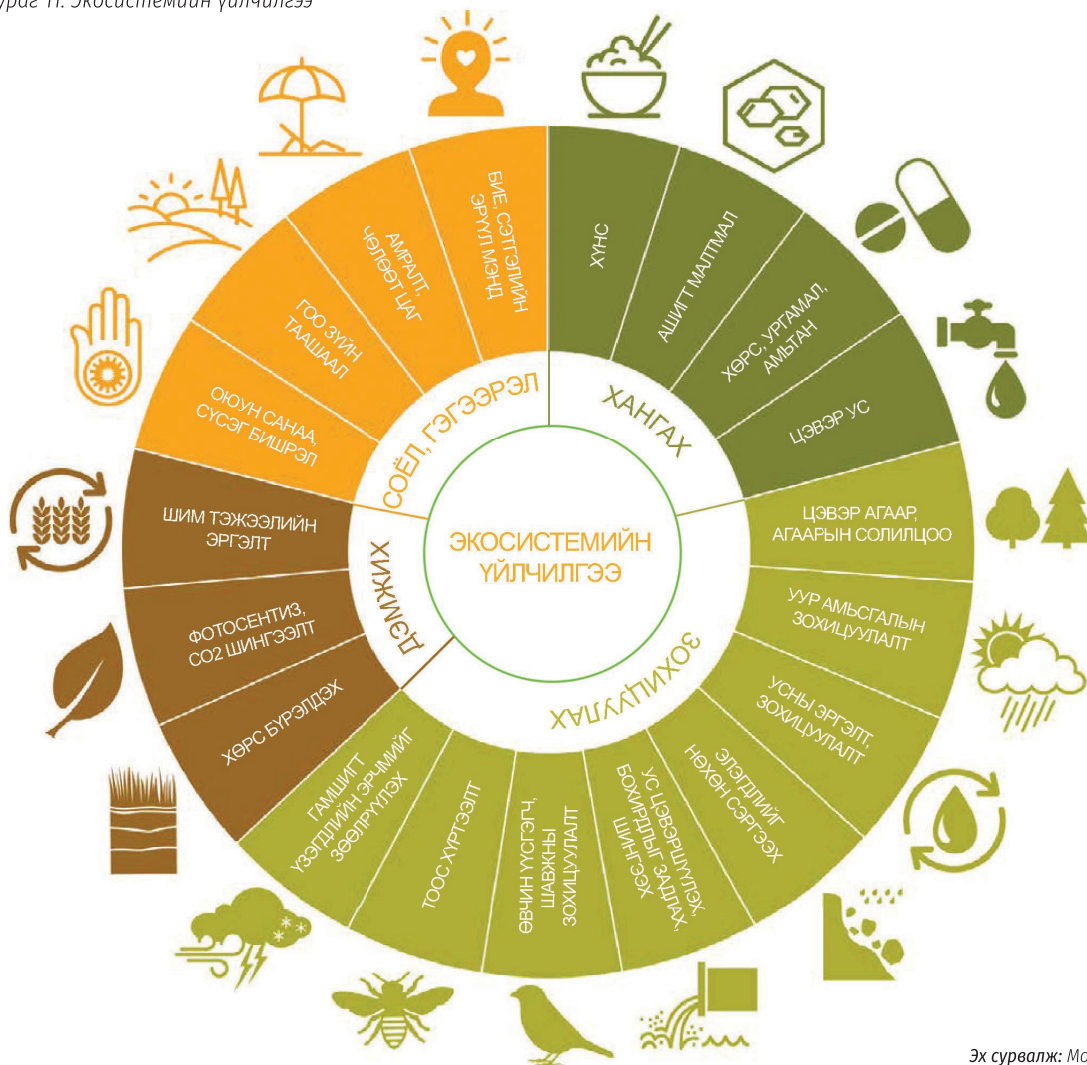 Экосистемийн үйлчилгээ
БИЕ, СЭТГЭЛИЙН
ЭРҮҮЛ МЭНД
АМРАЛТ,
ЧӨЛӨӨТ ЦАГ
ГОО ЗҮЙН
ТААШААЛ
ОЮУН САНАА,
СҮСЭГ БИШРЭЛ
ХҮНС
АШИГТ МАЛТМАЛ
ХӨРС, УРГАМАЛ,
АМЬТАН
ЦЭВЭР УС
СОЁЛ, ГЭГЭЭРЭЛ
ХАНГАХ
ЭКОСИСТЕМИЙН
ҮЙЛЧИЛГЭЭ
ДЭМЖИХ
ЗОХИЦУУЛАХ
ШИМ ТЭЖЭЭЛИЙН
ЭРГЭЛТ
ФОТОСЕНТИЗ,
СО2 ШИНГЭЭЛТ
ХӨРС БҮРЭЛДЭХ
ЦЭВЭР АГААР,
АГААРЫН СОЛИЛЦОО
УУР АМЬСГАЛЫН
ЗОХИЦУУЛАЛТ
УСНЫ ЭРГЭЛТ,
ЗОХИЦУУЛАЛТ
ЭЛЭГДЛИЙГ
НӨХӨН СЭРГЭЭХ
УС ЦЭВЭРШҮҮЛЭХ,
БОХИРДЛЫГ ЗАДЛАХ,
ШИНГЭЭХ
ӨВЧИН ҮҮСГЭГЧ,
ШАВЖНЫ
ЗОХИЦУУЛАЛТ
ТООС ХҮРТЭЭЛТ
ГАМШИГТ
ҮЗЭГДЛИЙН ЭРЧМИЙГ
ЗӨӨЛРҮҮЛЭХ
Эх сурвалж: